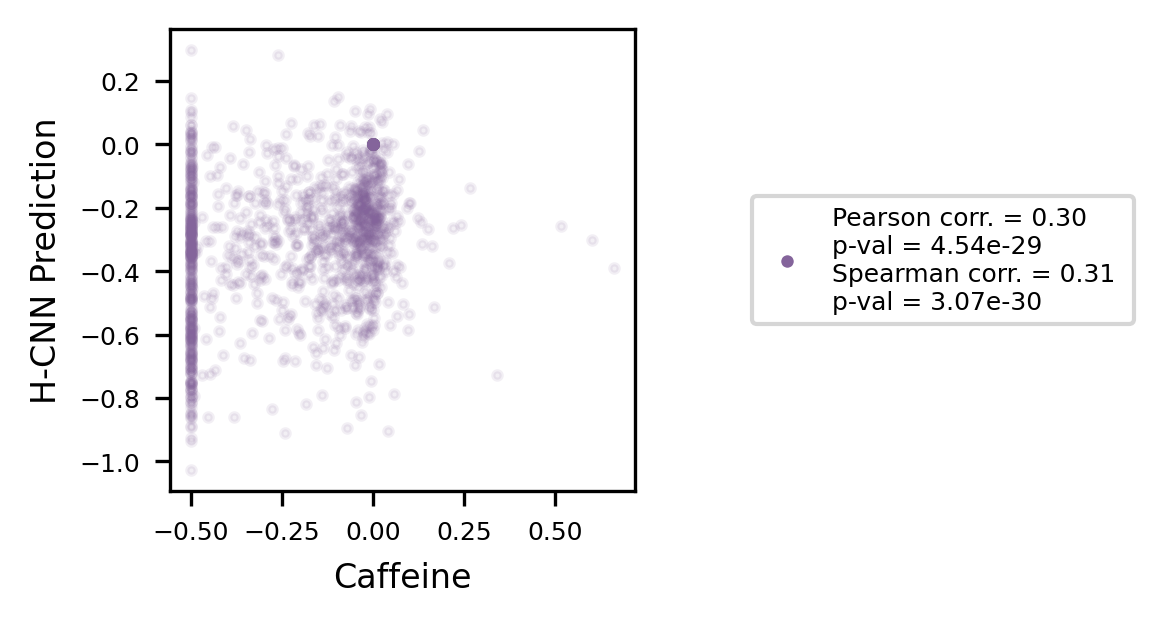 0.2
0.0
−0.2
−0.4
−0.6
−0.8
−1.0
H-CNN Prediction
−0.50
−0.25
0.00
0.25
0.50
Caffeine
Pearson corr. = 0.30
p-val = 4.54e-29
Spearman corr. = 0.31
p-val = 3.07e-30